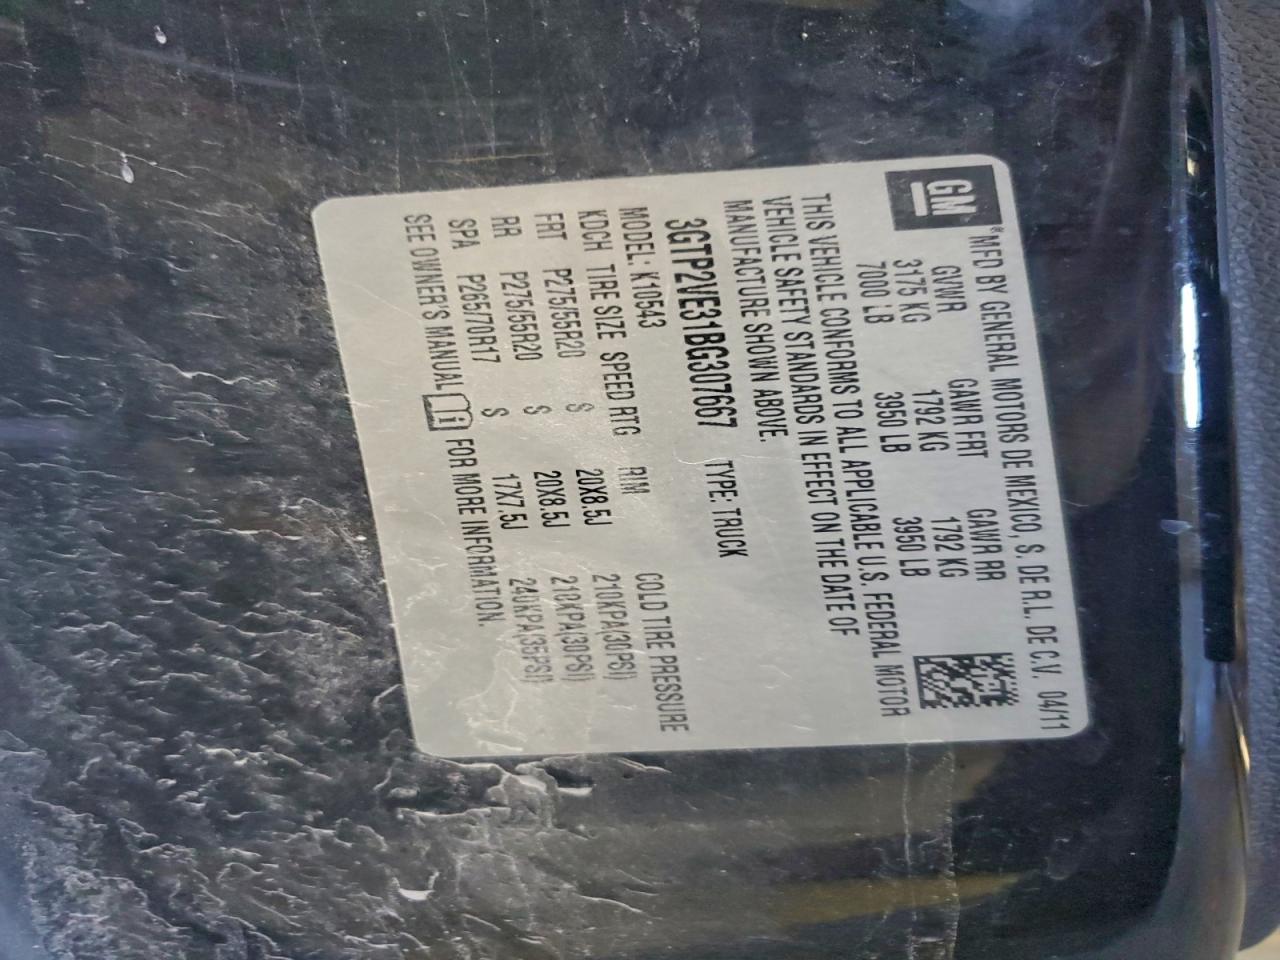 GM ®MFD BY GENERAL MOTORS DE MEXICO, S. DE R.L. DE C.V. 04/11
GVWR GAWR FRT GAWR RR
3175 KG 1792 KG 1792 KG
7000 LB 3950 LB 3950 LB
THIS VEHICLE CONFORMS TO ALL APPLICABLE U.S. FEDERAL MOTOR
VEHICLE SAFETY STANDARDS IN EFFECT ON THE DATE OF
MANUFACTURE SHOWN ABOVE.
3GTP2VE31BG307667 TYPE: TRUCK
MODEL: K10543
KDCH TIRE SIZE SPEED RTG RIM COLD TIRE PRESSURE
FRT P275/55R20 S 20X8.5J 210KPA(30PSI)
RR P275/55R20 S 20X8.5J 210KPA(30PSI)
SPA P265/70R17 S 17X7.5J 240KPA(35PSI)
SEE OWNER'S MANUAL i FOR MORE INFORMATION.